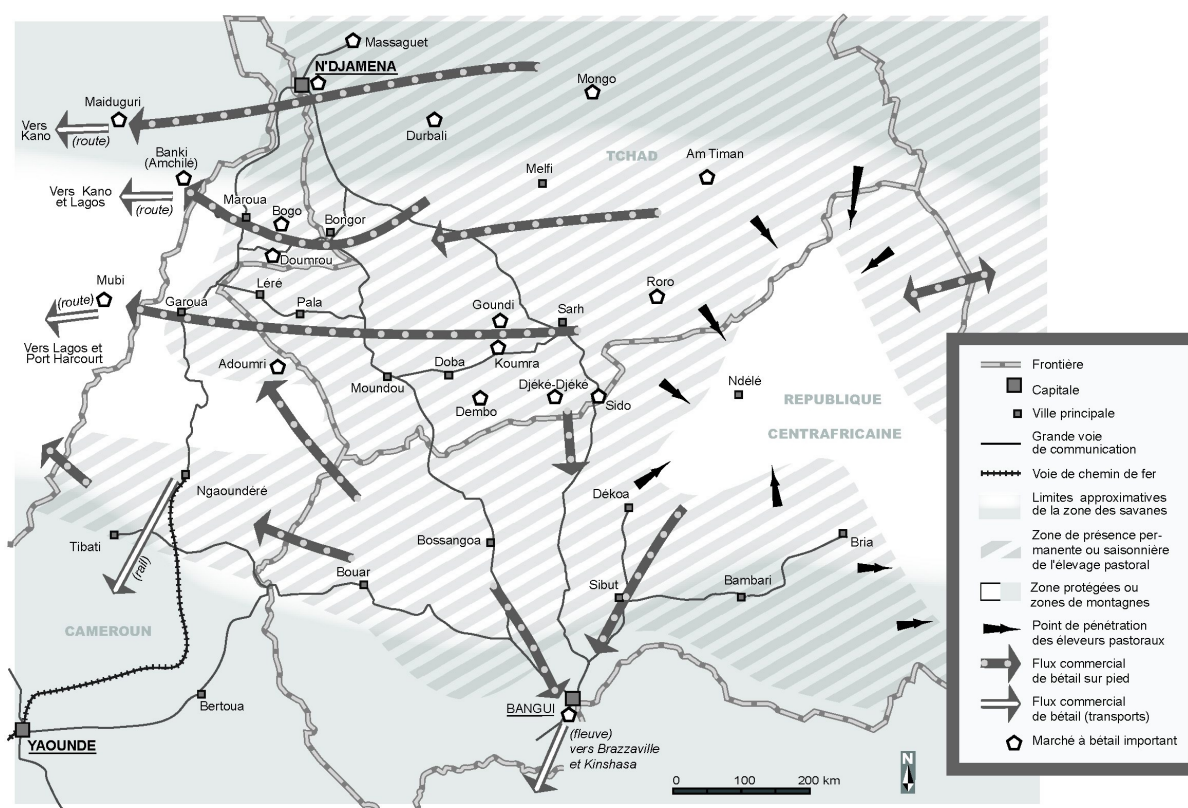 Massaguet
N'DJAMENA
Mongo
Maiduguri
Vers
Kano
(route)
Durbali
Banki
(Amchilé)
TCHAD
Am Timan
Melfi
Vers Kano
et Lagos
(route)
Maroua
Bogo
Bongor
Doumrou
Mubi
(route)
Vers Lagos et
Port Harcourt
Garoua
Léré
Pala
Goundi
Sarh
Roro
Adoumri
Moundou
Doba
Koumra
Dembo
Djéké-Djéké
Sido
Ndélé
REPUBLIQUE
CENTRAFRICAINE
Ngaoundéré
Tibati
(rail)
Bossangoa
Dékoa
Bria
Bouar
Sibut
Bambari
CAMEROUN
Bertoua
BANGUI
YAOUNDE
(fleuve)
vers Brazzaville
et Kinshasa
N
0 100 200 km
Frontière
Capitale
Ville principale
Grande voie
de communication
Voie de chemin de fer
Limites approximatives
de la zone des savanes
Zone de présence per-
manente ou saisonnière
de l'élevage pastoral
Zone protégées ou
zones de montagnes
Point de pénétration
des éleveurs pastoraux
Flux commercial
de bétail sur pied
Flux commercial
de bétail (transports)
Marché à bétail important